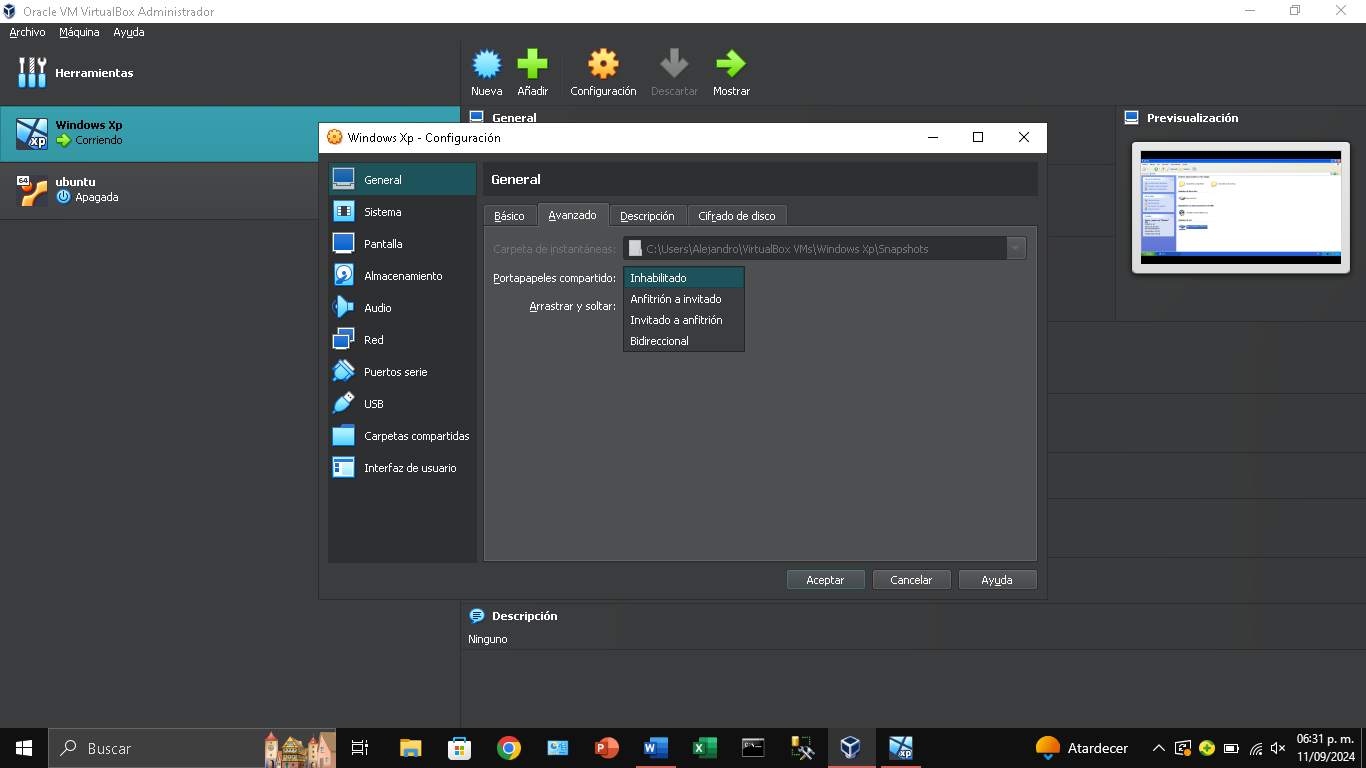 Oracle VM VirtualBox Administrador
Archivo Máquina Ayuda
Herramientas
Nueva Añadir Configuración Descartar Mostrar
Windows Xp
Corriendo
64
ubuntu
Apagada
General
Previsualización
Windows Xp - Configuración
General
Sistema
Pantalla
Almacenamiento
Audio
Red
Puertos serie
USB
Carpetas compartidas
Interfaz de usuario
General
Básico Avanzado Descripción Cifrado de disco
Carpeta de instantáneas: C:\Users\Alejandro\VirtualBox VMs\Windows Xp\Snapshots
Portapapeles compartido: Inhabilitado
Anfitrión a invitado
Arrastrar y soltar:
Invitado a anfitrión
Bidireccional
Aceptar Cancelar Ayuda
Descripción
Ninguno
Buscar
Atardecer
06:31 p. m.
11/09/2024